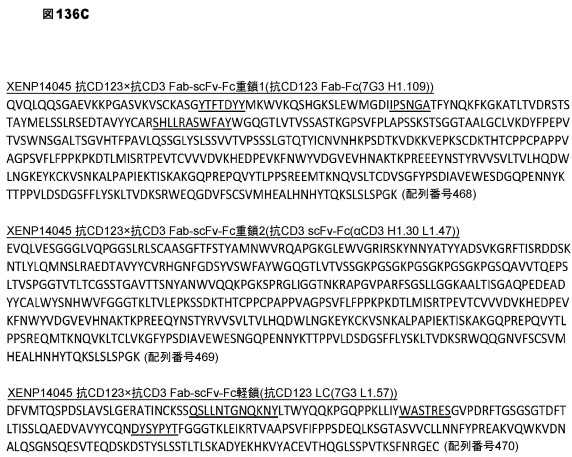 図136C
XENP14045 抗CD123×抗CD3 Fab-scFv-Fc重鎖1(抗CD123 Fab-Fc(7G3 H1.109))
QVQLQQSGAEVKKPGASVKVSCKASGYTFTDYYMKWVKQSHGKSLEWMGDIIPSNGATFYNQKFKGKATLTVDRSTS
TAYMELSSLRSEDTAVYYCARSHLLRASWFAYWGQGTLVTVSSASTKGPSVFPLAPSSKSTSGGTAALGCLVKDYFPEPV
TVSWNSGALTSGVHTFPAVLQSSGLYSLSSVVTVPSSSLGTQTYICNVNHKPSDTKVDKKVEPKSCDKTHTCPPCPAPPV
AGPSVFLFPPKPKDTLMISRTPEVTCVVVDVKHEDPEVKFNWYVDGVEVHNAKTKPREEEYNSTYRVVSVLTVLHQDW
LNGKEYKCKVSNKALPAPIEKTISKAKGQPREPQVYTLPPSREEMTKNQVSLTCDVSGFYPSDIAVEWESDGQPENNYK
TTPPVLDSDGSFFLYSKLTVDKSRWEQGDVFSCSVMHEALHNHYTQKSLSLSPGK (配列番号468)
XENP14045 抗CD123×抗CD3 Fab-scFv-Fc重鎖2(抗CD3 scFv-Fc(αCD3 H1.30 L1.47)
EVQLVESGGGLVQPGGSLRLSCAASGFTFSTYAMNWVRQAPGKGLEWVGRIRSKYNNYATYYADSVKGRFTISRDDSK
NTLYLQMNSLRAEDTAVYYCVRHGNFGDSYVSWFAYWGQGTLVTVSSGKPGSGKPGSGKPGSGKPGSQAVVTQEPS
LTVSPGGTVTLTCGSSTGAVTTSNYANWVQQKPGKSPRGLIGGTNKRAPGVPARFSGSLLGGKAALTISGAQPEDEAD
YYCALWYSNHWVFGGGTKLTVLEPKSSDKTHTCPPCPAPPVAGPSVFLFPPKPKDTLMISRTPEVTCVVVDVKHEDPEV
KFNWYVDGVEVHNAKTKPREEQYNSTYRVVSVLTVLHQDWLNGKEYKCKVSNKALPAPIEKTISKAKGQPREPQVYTL
PPSREQMTKNQVKLTCLVKGFYPSDIAVEWESNGQPENNYKTTPPVLDSDGSFFLYSKLTVDKSRWQQGNVFSCSVM
HEALHNHYTQKSLSLSPGK (配列番号469)
XENP14045 抗CD123×抗CD3 Fab-scFv-Fc軽鎖(抗CD123 LC(7G3 L1.57))
DFVMTQSPDSLAVSLGERATINCKSSQSLLNTGNQKNYLTWYQQKPGQPPKLLIYWASTRESGVPDRFTGSGSGTDFT
LTISSLQAEDVAVYYCQNDYSYPYTFGGGTKLEIKRTVAAPSVFIFPPSDEQLKSGTASVVCLLNNFYPREAKVQWKVDN
ALQSGNSQESVTEQDSKDSTYSLSSTLTLSKADYEKHKVYACEVTHQGLSSPVTKSFNRGEC (配列番号470)